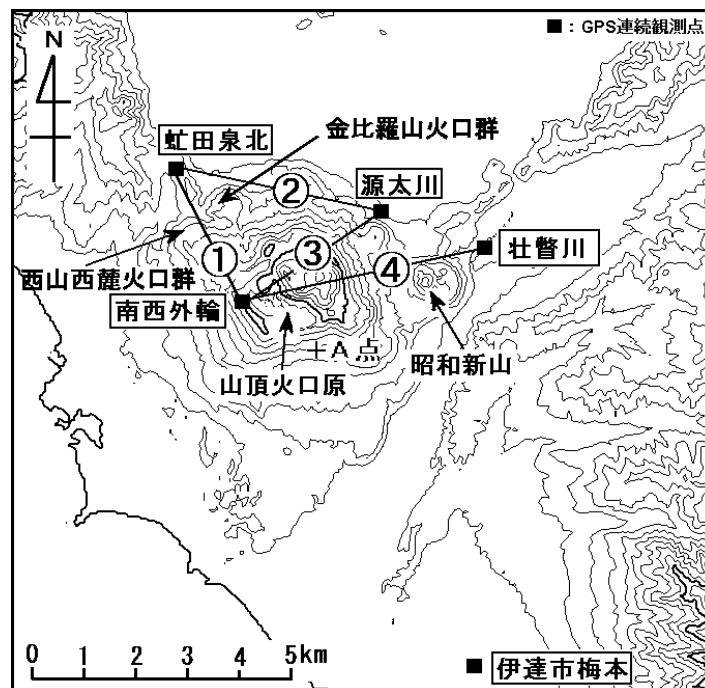 ■：GPS連続観測点
N
金比羅山火口群
虻田泉北
②
源太川
①
③
④
壮瞥川
西山西麓火口群
南西外輪
＋A点
昭和新山
山頂火口原
0 1 2 3 4 5km
■ 伊達市梅本